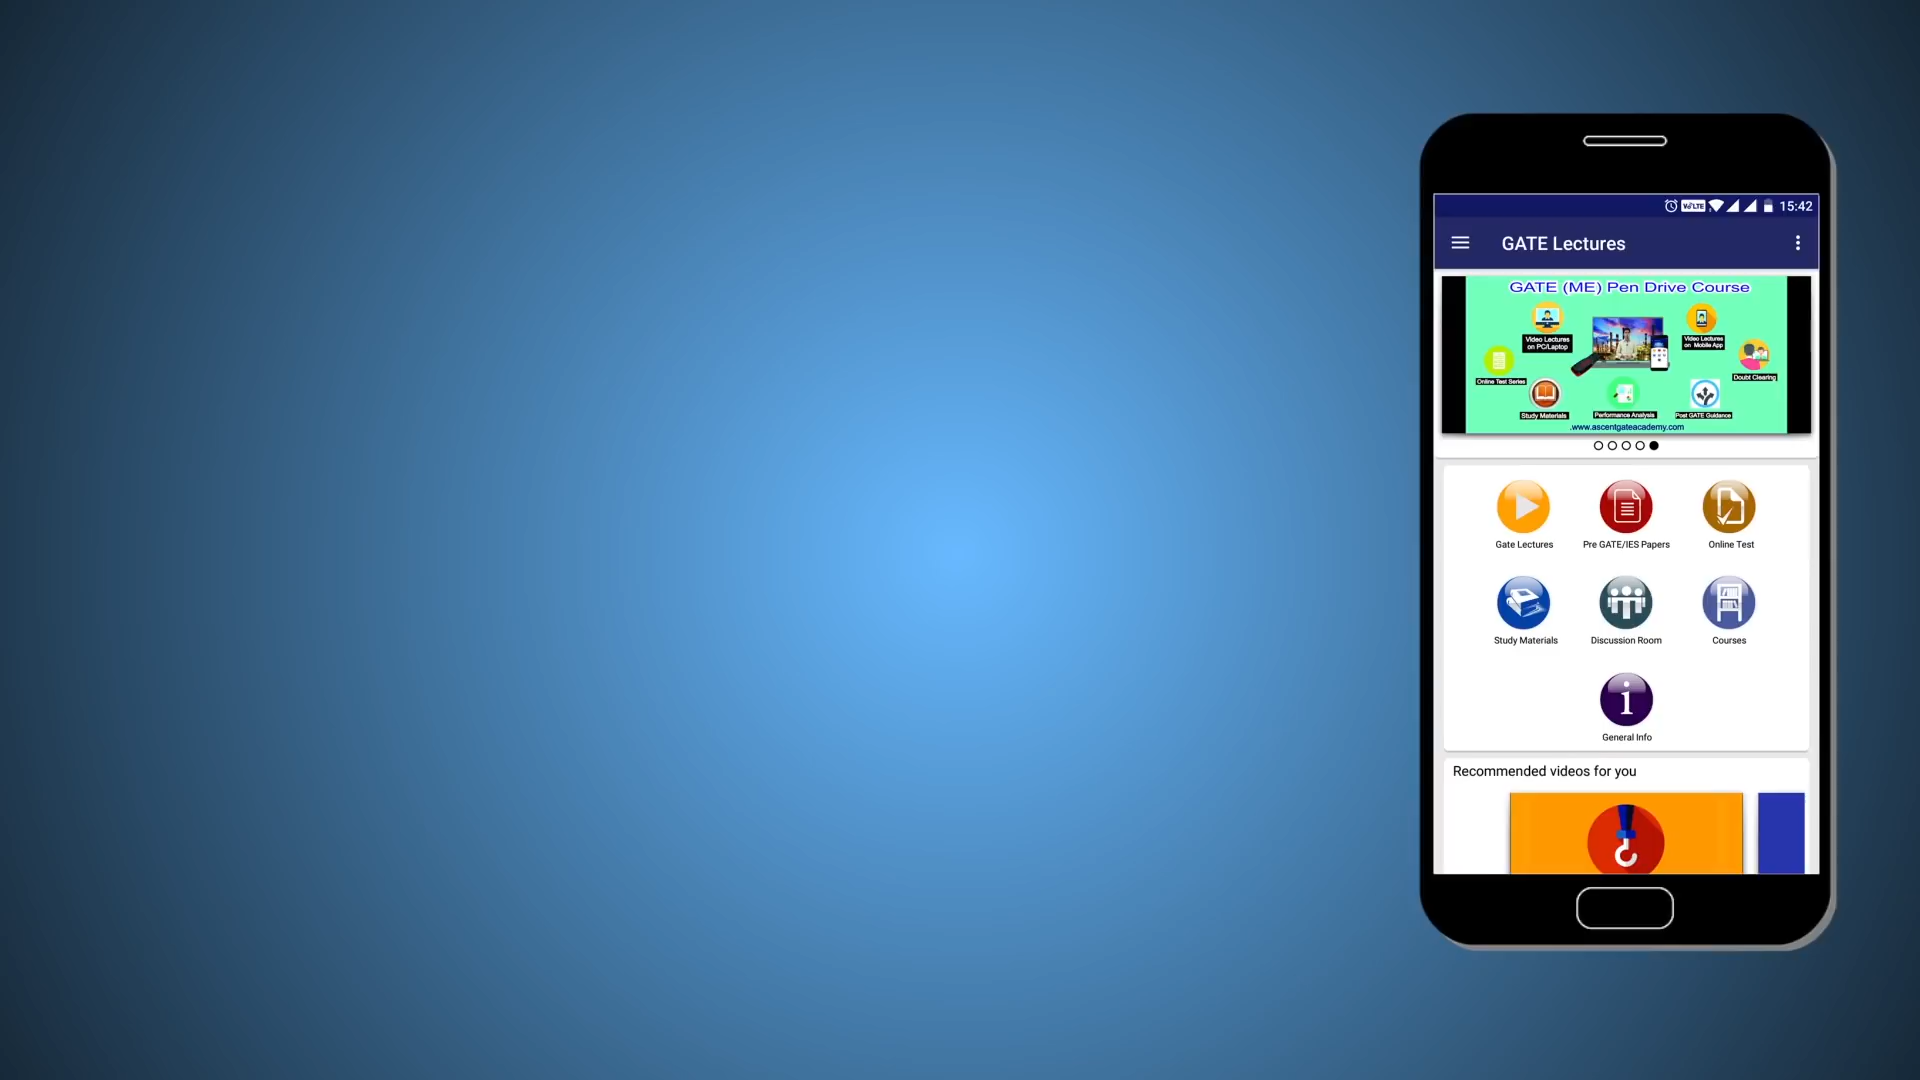 VoLTE 15:42
GATE Lectures
GATE (ME) Pen Drive Course
Video Lectures
on PC/Laptop
Video Lectures
on Mobile App
Online Test Series
Doubt Clearing
Study Materials
Performance Analysis
Post GATE Guidance
.www.ascentgateacademy.com
Gate Lectures
Pre GATE/IES Papers
Online Test
Study Materials
Discussion Room
Courses
General Info
Recommended videos for you